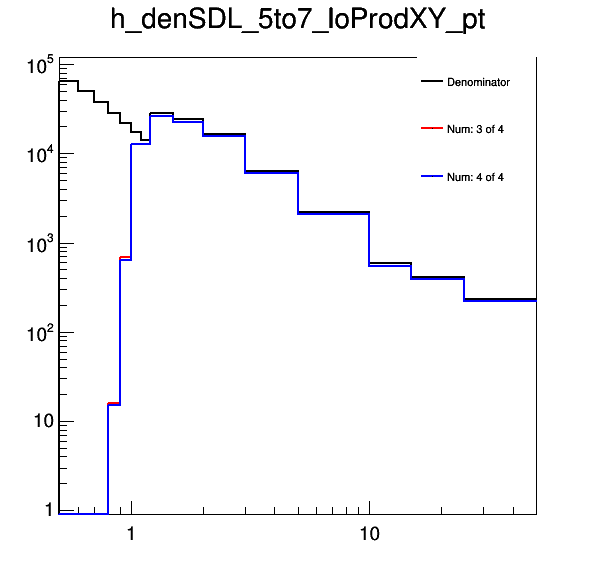 h_denSDL_5to7_loProdXY_pt
10^5
Denominator
Num: 3 of 4
10^4
Num: 4 of 4
10^3
10^2
10
1
1 10